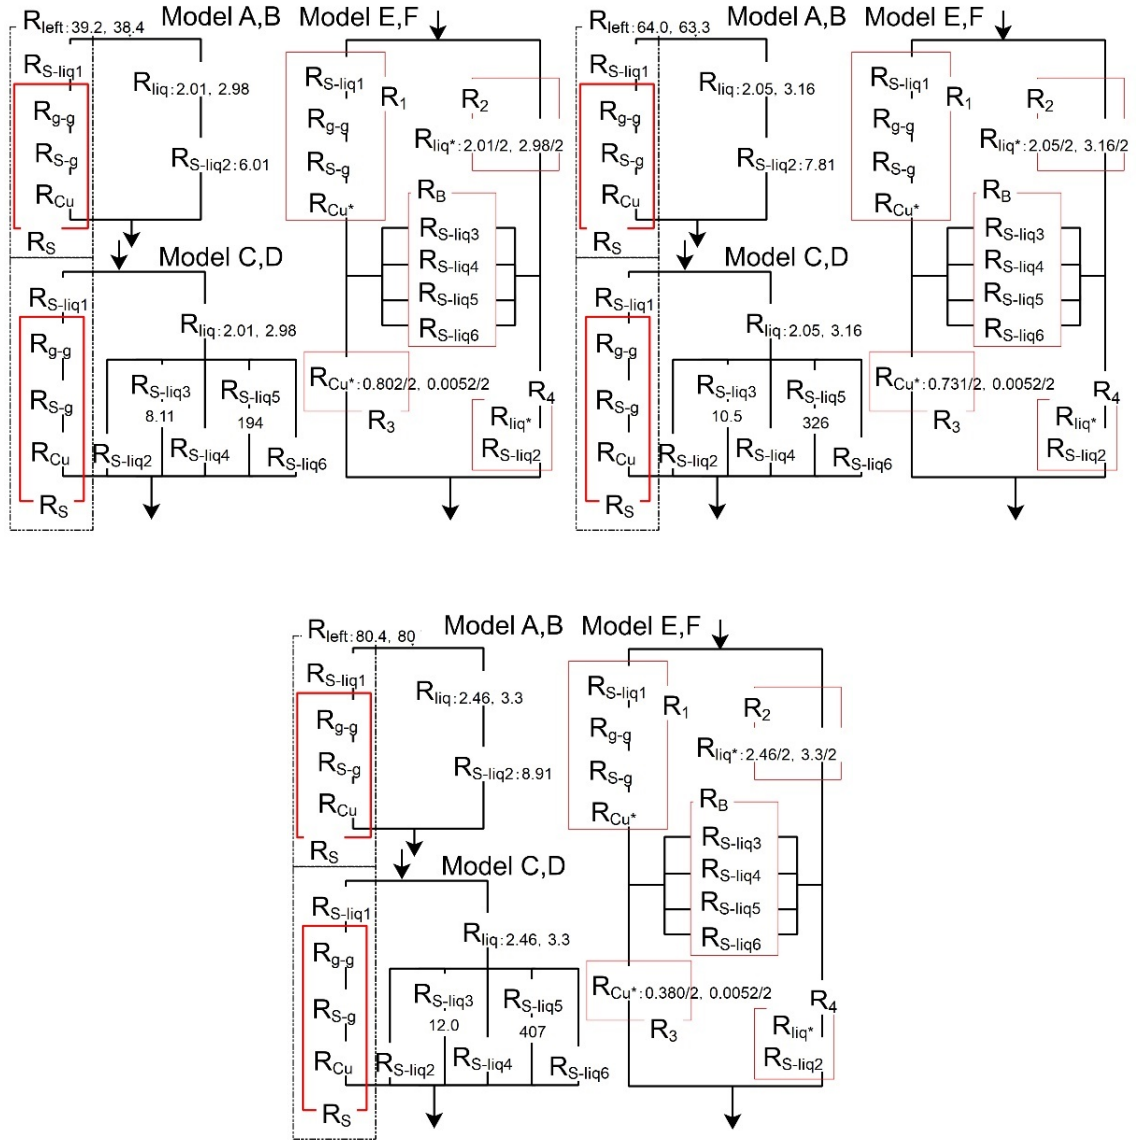 Model A,B Model E,F
Rleft:39.2, 38.4
RS-liq1
Rg-g
RS-g
RCu
RS
Rliq:2.01, 2.98
RS-liq2:6.01
Model C,D
RS-liq1
Rg-g
RS-g
RCu
RS
Rliq:2.01, 2.98
RS-liq3
8.11
RS-liq5
194
RS-liq2
RS-liq4
RS-liq6
RS-liq1
R1
Rg-g
RS-g
RCu*
R2
Rliq*:2.01/2, 2.98/2
RB
RS-liq3
RS-liq4
RS-liq5
RS-liq6
RCu*:0.802/2, 0.0052/2
R3
R4
Rliq*
RS-liq2
Model A,B Model E,F
Rleft:64.0, 63.3
RS-liq1
Rg-g
RS-g
RCu
RS
Rliq:2.05, 3.16
RS-liq2:7.81
Model C,D
RS-liq1
Rg-g
RS-g
RCu
RS
Rliq:2.05, 3.16
RS-liq3
10.5
RS-liq5
326
RS-liq2
RS-liq4
RS-liq6
RS-liq1
R1
Rg-g
RS-g
RCu*
R2
Rliq*:2.05/2, 3.16/2
RB
RS-liq3
RS-liq4
RS-liq5
RS-liq6
RCu*:0.731/2, 0.0052/2
R3
R4
Rliq*
RS-liq2
Model A,B Model E,F
Rleft:80.4, 80
RS-liq1
Rg-g
RS-g
RCu
RS
Rliq:2.46, 3.3
RS-liq2:8.91
Model C,D
RS-liq1
Rg-g
RS-g
RCu
RS
Rliq:2.46, 3.3
RS-liq3
12.0
RS-liq5
407
RS-liq2
RS-liq4
RS-liq6
RS-liq1
R1
Rg-g
RS-g
RCu*
R2
Rliq*:2.46/2, 3.3/2
RB
RS-liq3
RS-liq4
RS-liq5
RS-liq6
RCu*:0.380/2, 0.0052/2
R3
R4
Rliq*
RS-liq2